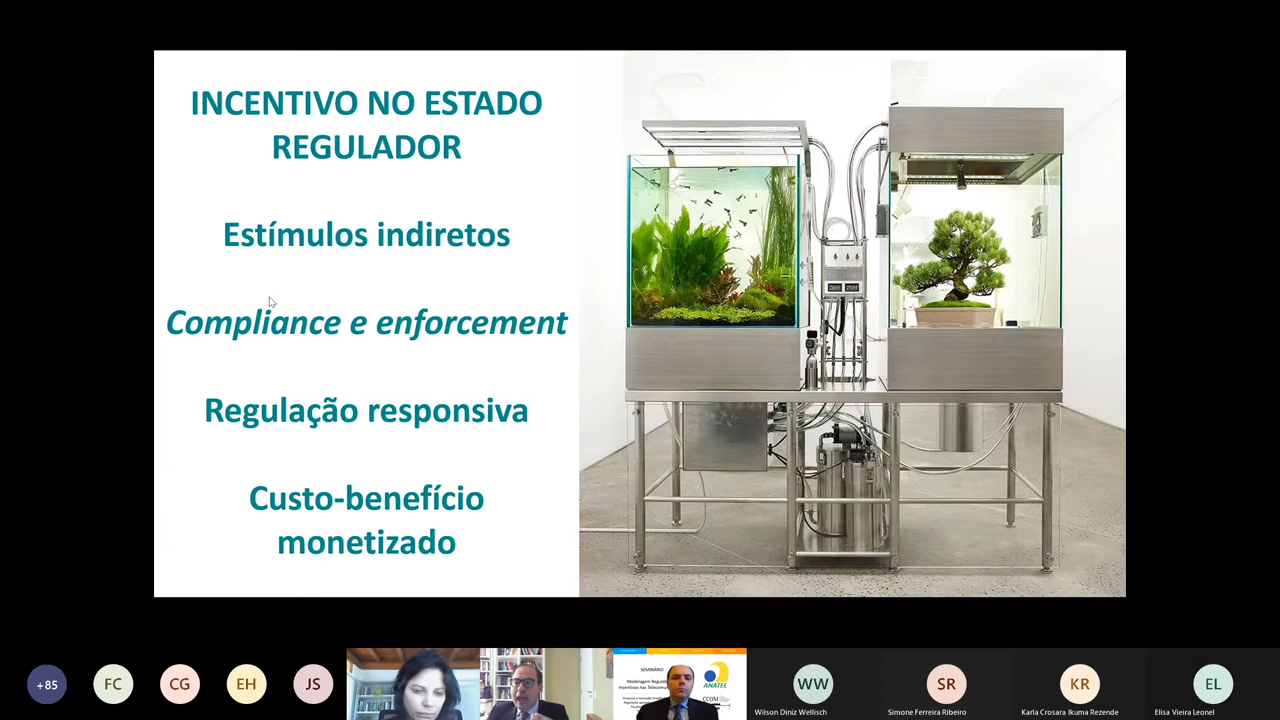 INCENTIVO NO ESTADO
REGULADOR
Estímulos indiretos
Compliance e enforcement
Regulação responsiva
Custo-benefício
monetizado
+85
FC
CG
EH
JS
SEMINÁRIO
ANATEL
CCOM
WW
Wilson Diniz Wellisch
SR
Simone Ferreira Ribeiro
KR
Karla Crosara Ikuma Rezende
EL
Elisa Vieira Leonel